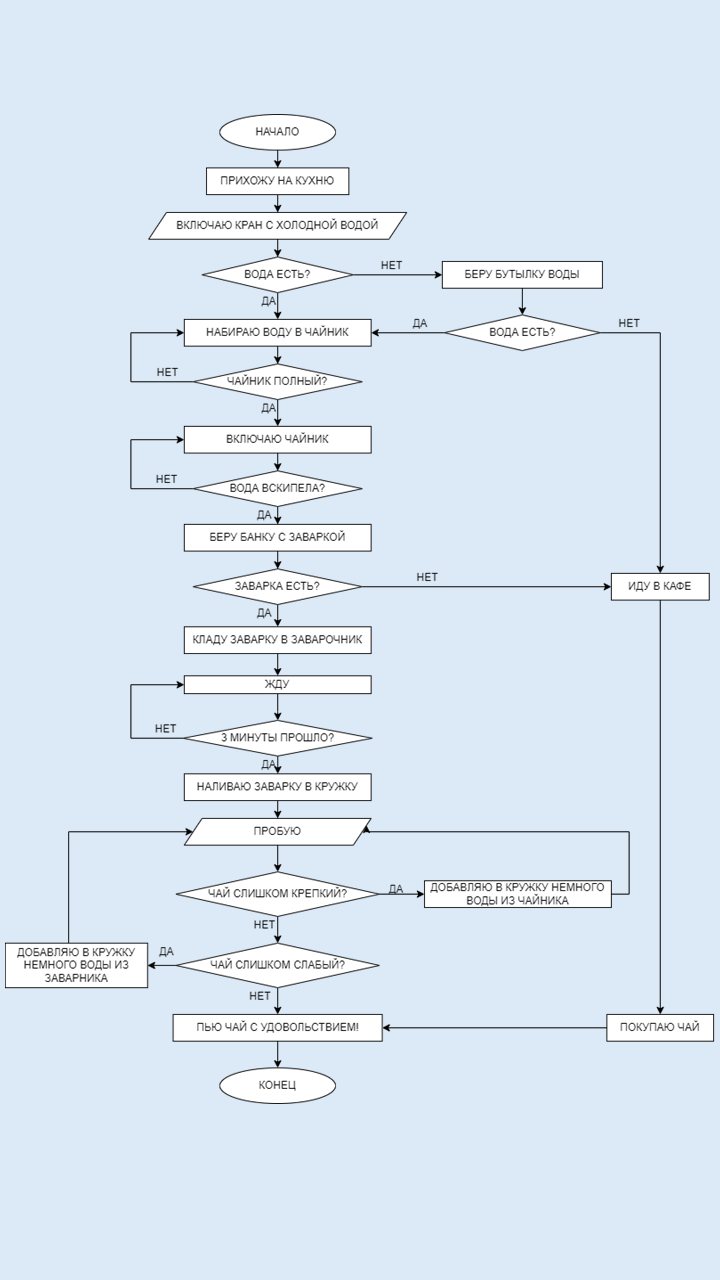 НАЧАЛО
ПРИХОЖУ НА КУХНЮ
ВКЛЮЧАЮ КРАН С ХОЛОДНОЙ ВОДОЙ
ВОДА ЕСТЬ?
НЕТ
БЕРУ БУТЫЛКУ ВОДЫ
ДА
НАБИРАЮ ВОДУ В ЧАЙНИК
ДА
ВОДА ЕСТЬ?
НЕТ
НЕТ
ЧАЙНИК ПОЛНЫЙ?
ДА
ВКЛЮЧАЮ ЧАЙНИК
НЕТ
ВОДА ВСКИПЕЛА?
ДА
БЕРУ БАНКУ С ЗАВАРКОЙ
ЗАВАРКА ЕСТЬ?
НЕТ
ИДУ В КАФЕ
ДА
КЛАДУ ЗАВАРКУ В ЗАВАРОЧНИК
ЖДУ
НЕТ
3 МИНУТЫ ПРОШЛО?
ДА
НАЛИВАЮ ЗАВАРКУ В КРУЖКУ
ПРОБУЮ
ЧАЙ СЛИШКОМ КРЕПКИЙ?
ДА
ДОБАВЛЯЮ В КРУЖКУ НЕМНОГО
ВОДЫ ИЗ ЧАЙНИКА
НЕТ
ДОБАВЛЯЮ В КРУЖКУ
НЕМНОГО ВОДЫ ИЗ
ЗАВАРНИКА
ДА
ЧАЙ СЛИШКОМ СЛАБЫЙ?
НЕТ
ПЬЮ ЧАЙ С УДОВОЛЬСТВИЕМ!
ПОКУПАЮ ЧАЙ
КОНЕЦ